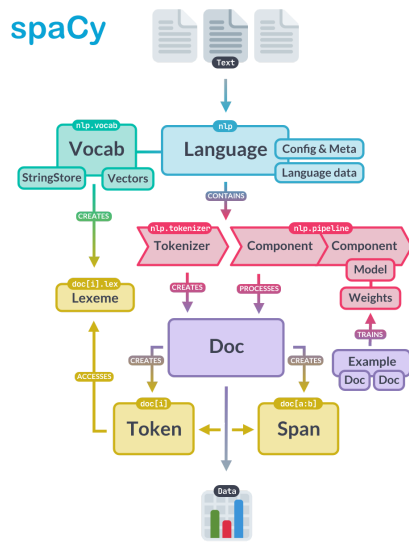 spaCy
Text
nlp.vocab
Vocab
StringStore
Vectors
nlp
Language
Config & Meta
Language data
CREATES
CONTAINS
nlp.tokenizer
Tokenizer
nlp.pipeline
Component
Component
Model
Weights
doc[i].lex
Lexeme
CREATES
PROCESSES
TRAINS
Doc
Example
Doc
Doc
CREATES
CREATES
ACCESSES
doc[i]
Token
doc[a:b]
Span
Data